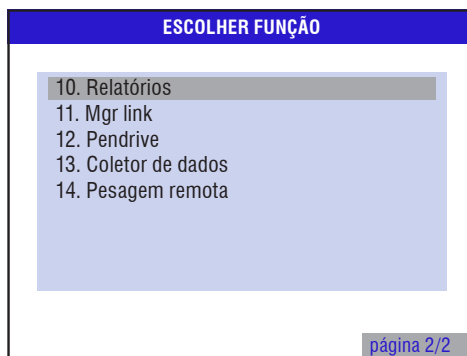 ESCOLHER FUNÇÃO
10. Relatórios
11. Mgr link
12. Pendrive
13. Coletor de dados
14. Pesagem remota
página 2/2